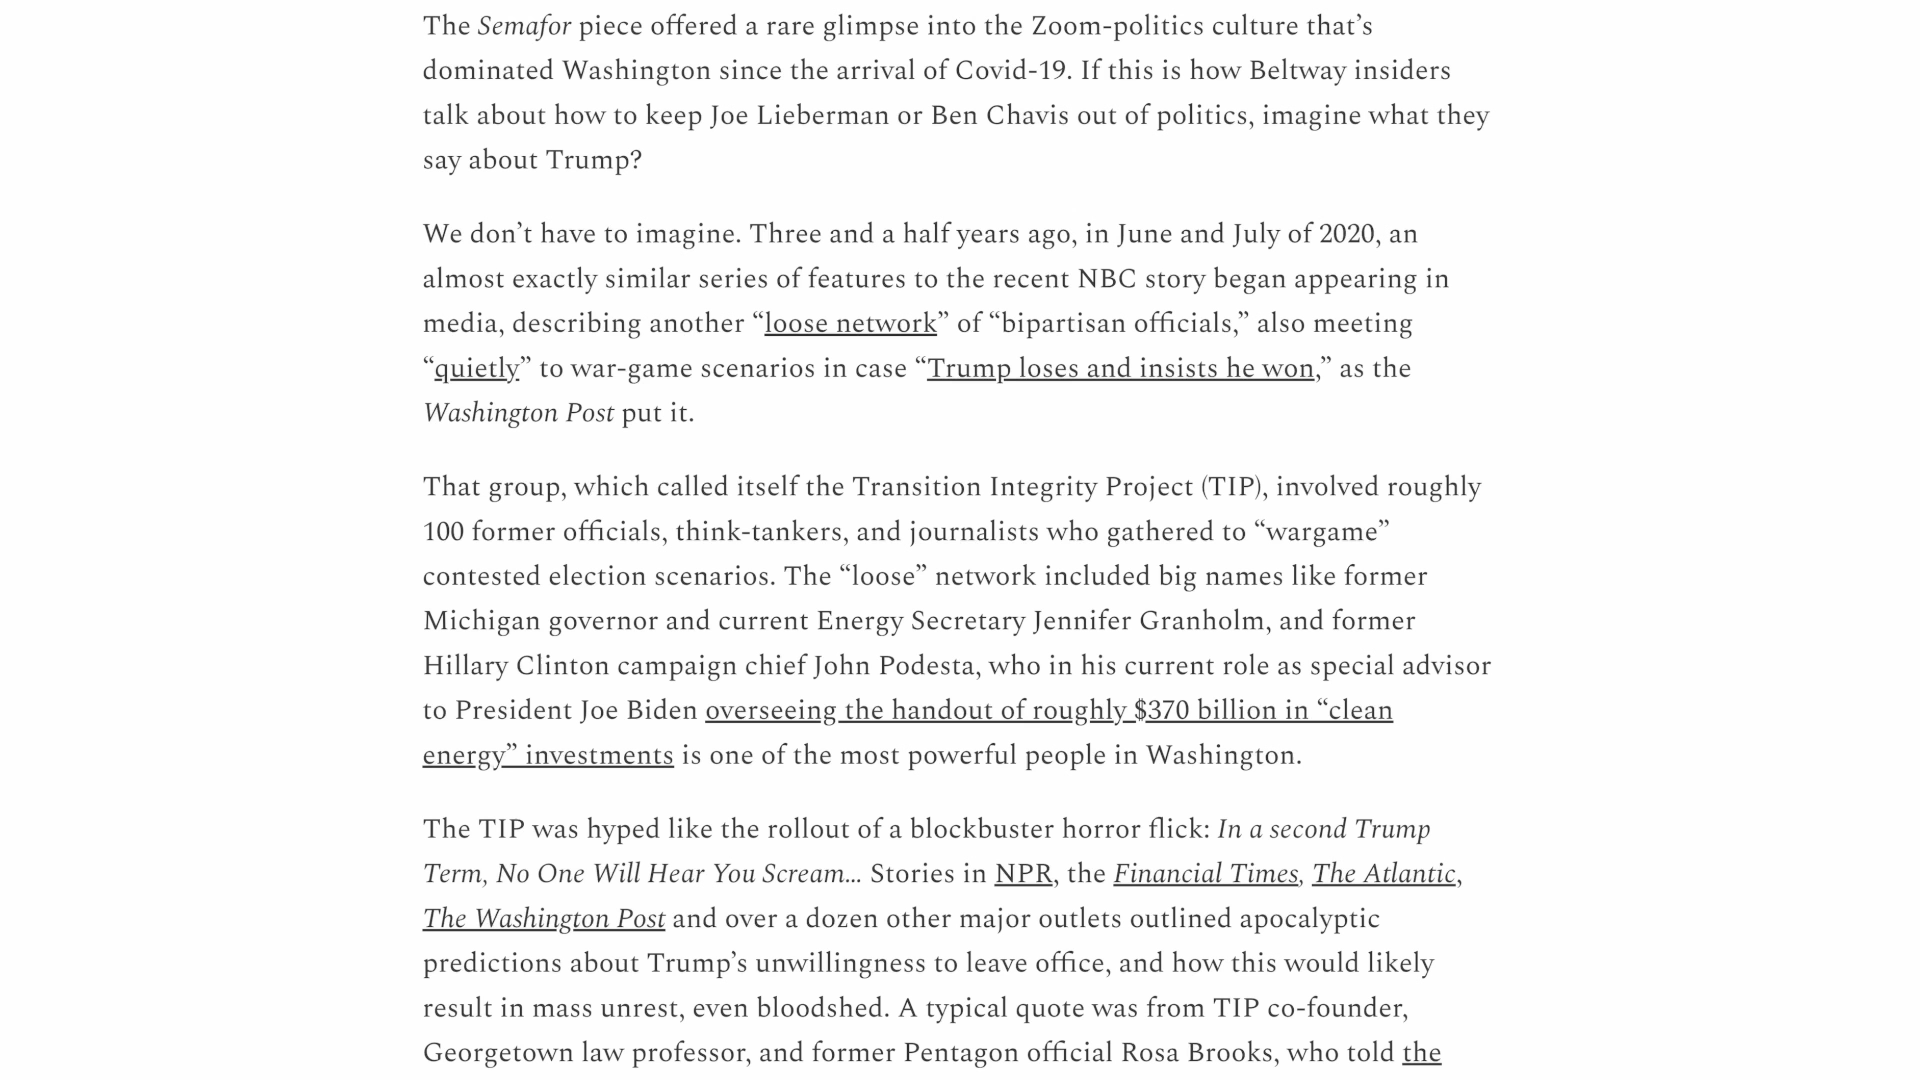 The Semafor piece offered a rare glimpse into the Zoom-politics culture that’s
dominated Washington since the arrival of Covid-19. If this is how Beltway insiders
talk about how to keep Joe Lieberman or Ben Chavis out of politics, imagine what they
say about Trump?
We don’t have to imagine. Three and a half years ago, in June and July of 2020, an
almost exactly similar series of features to the recent NBC story began appearing in
media, describing another “loose network” of “bipartisan officials,” also meeting
“quietly” to war-game scenarios in case “Trump loses and insists he won,” as the
Washington Post put it.
That group, which called itself the Transition Integrity Project (TIP), involved roughly
100 former officials, think-tankers, and journalists who gathered to “wargame”
contested election scenarios. The “loose” network included big names like former
Michigan governor and current Energy Secretary Jennifer Granholm, and former
Hillary Clinton campaign chief John Podesta, who in his current role as special advisor
to President Joe Biden overseeing the handout of roughly $370 billion in “clean
energy” investments is one of the most powerful people in Washington.
The TIP was hyped like the rollout of a blockbuster horror flick: In a second Trump
Term, No One Will Hear You Scream… Stories in NPR, the Financial Times, The Atlantic,
The Washington Post and over a dozen other major outlets outlined apocalyptic
predictions about Trump’s unwillingness to leave office, and how this would likely
result in mass unrest, even bloodshed. A typical quote was from TIP co-founder,
Georgetown law professor, and former Pentagon official Rosa Brooks, who told the